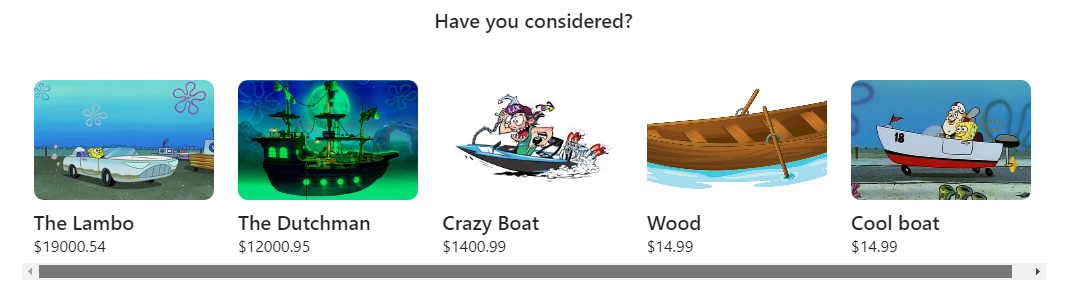 Have you considered?
18
The Lambo
$19000.54
The Dutchman
$12000.95
Crazy Boat
$1400.99
Wood
$14.99
Cool boat
$14.99